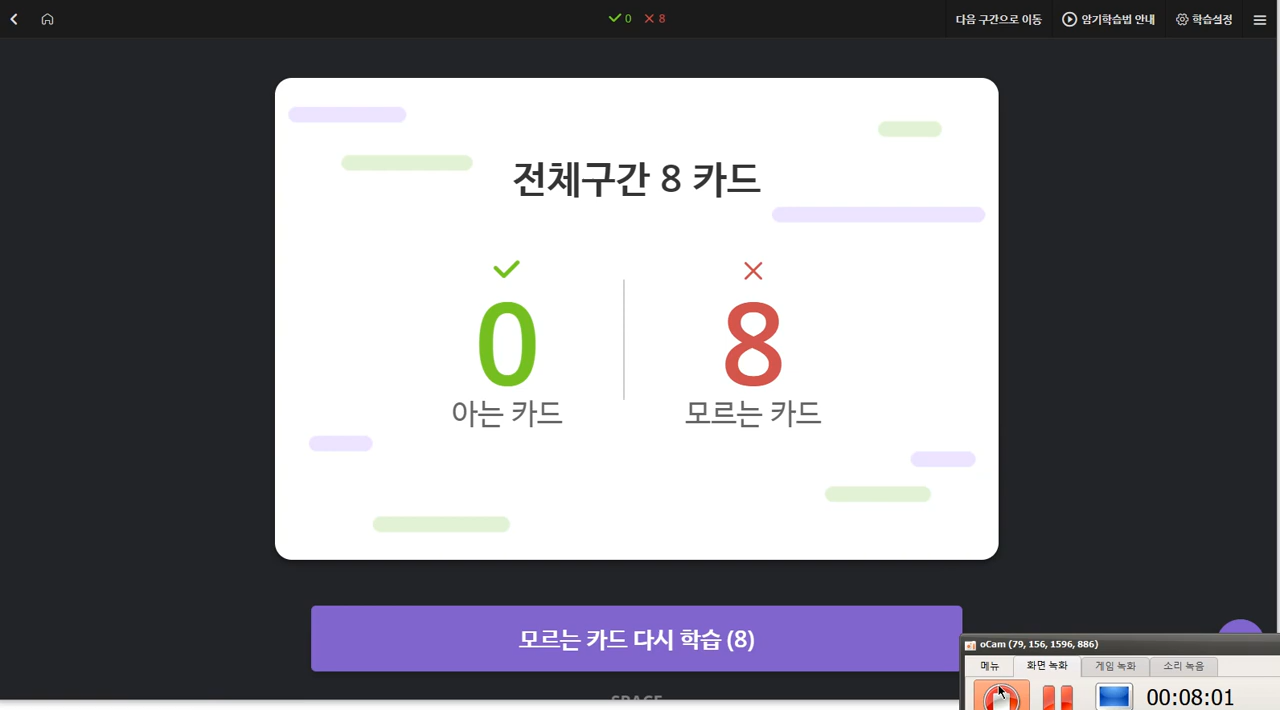 0 8 다음 구간으로 이동 암기학습법 안내 학습설정
전체구간 8 카드
0 8
아는 카드 모르는 카드
모르는 카드 다시 학습 (8)
SPACE
oCam (79, 156, 1596, 886)
메뉴 화면 녹화 게임 녹화 소리 녹음
00:08:01